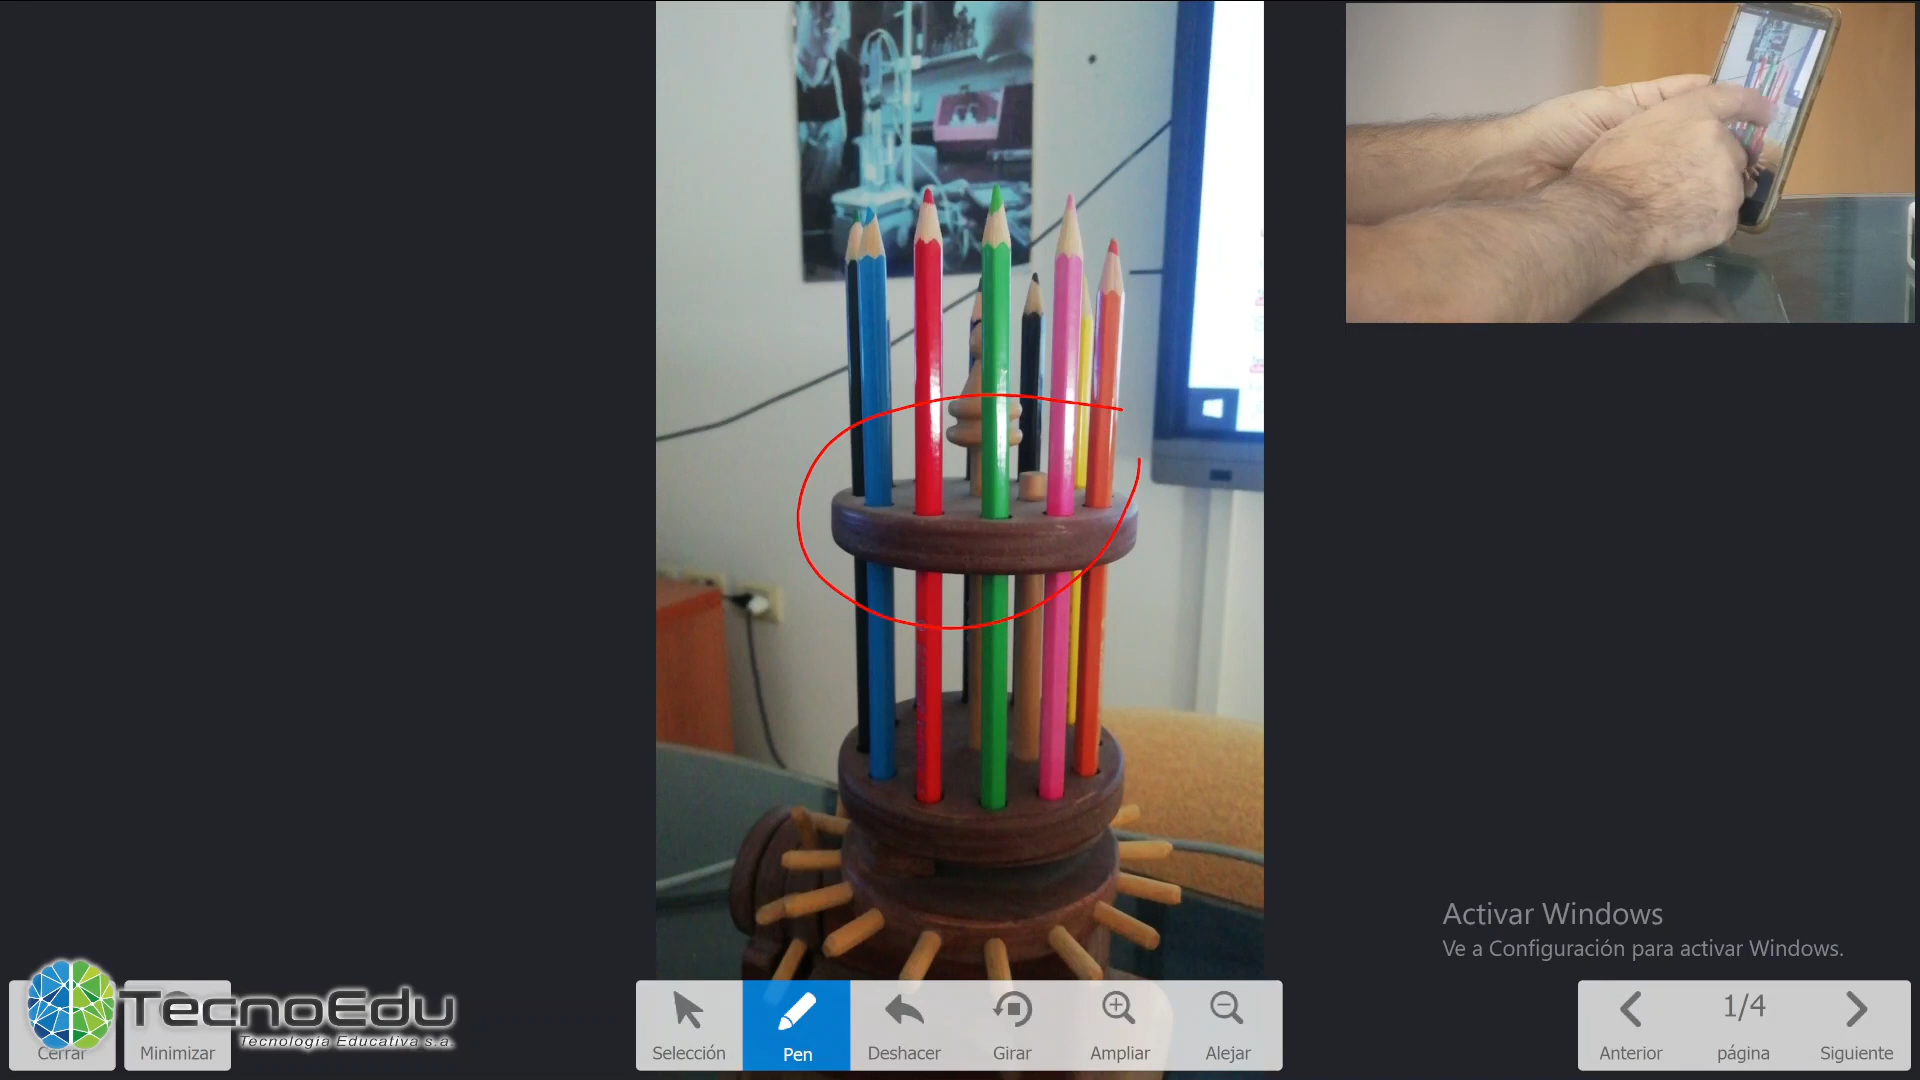 Activar Windows
Ve a Configuración para activar Windows.
TecnoEdu
Tecnología Educativa s.a.
Cerrar
Minimizar
Selección
Pen
Deshacer
Girar
Ampliar
Alejar
1/4
Anterior
página
Siguiente